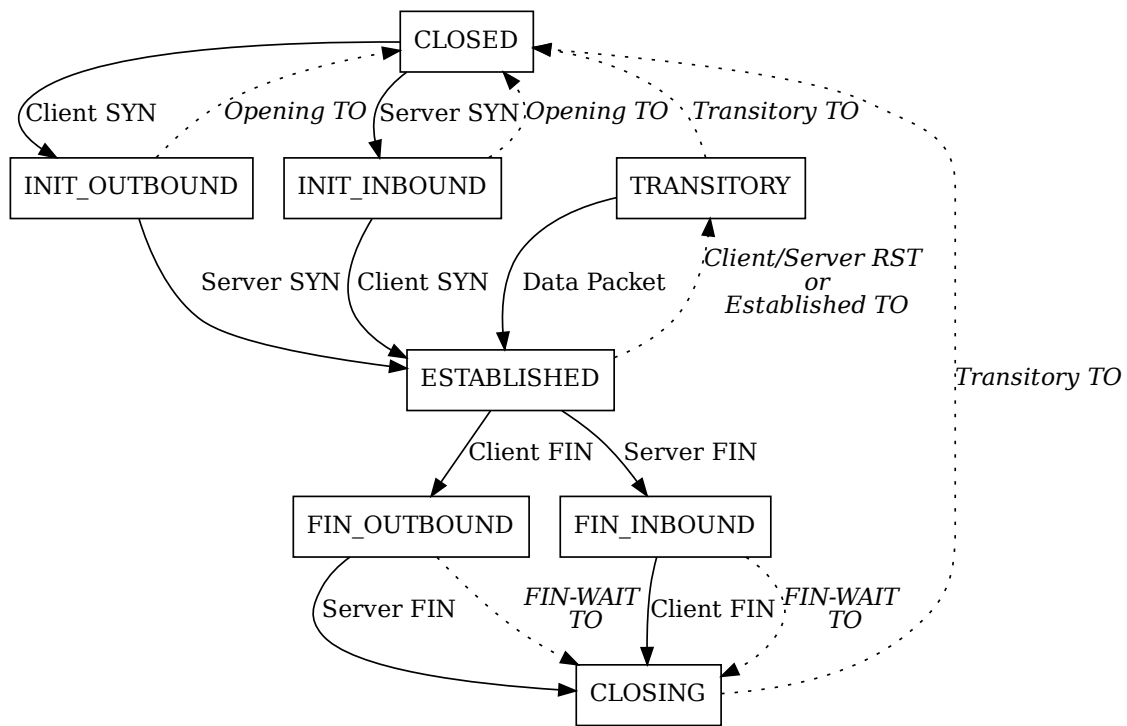 CLOSED
Client SYN
Opening TO
Server SYN
Opening TO
Transitory TO
INIT_OUTBOUND
INIT_INBOUND
TRANSITORY
Server SYN
Client SYN
Data Packet
Client/Server RST
or
Established TO
ESTABLISHED
Transitory TO
Client FIN
Server FIN
FIN_OUTBOUND
FIN_INBOUND
Server FIN
FIN-WAIT
TO
Client FIN
FIN-WAIT
TO
CLOSING